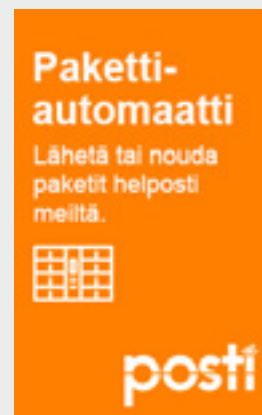 Paketti-
automaatti
Lähetä tai nouda
paketit helposti
meiltä.
posti